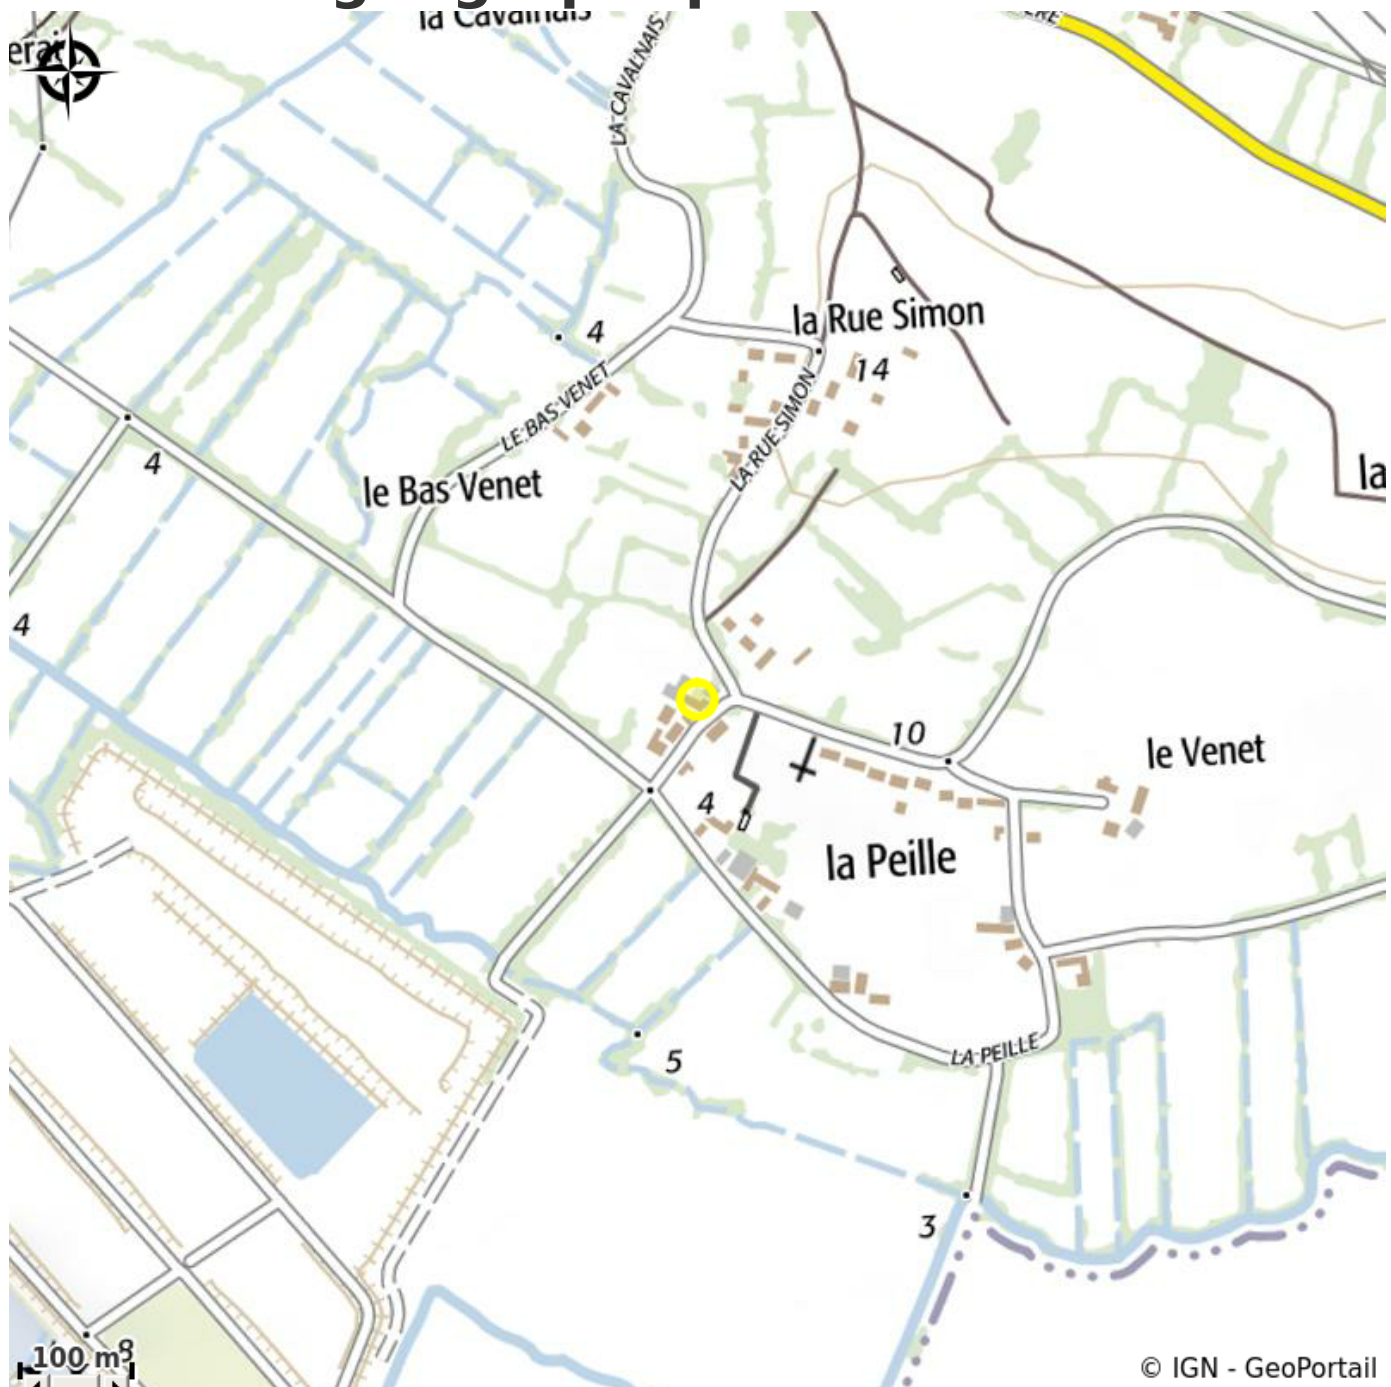 la Cavalnais
LA CAVALNAIS
la Rue Simon
4
14
LE BAS VENET
LA RUE SIMON
4
le Bas Venet
la
4
10
le Venet
4
la Peille
LA PEILLE
5
3
100 m
8
© IGN - GeoPortail